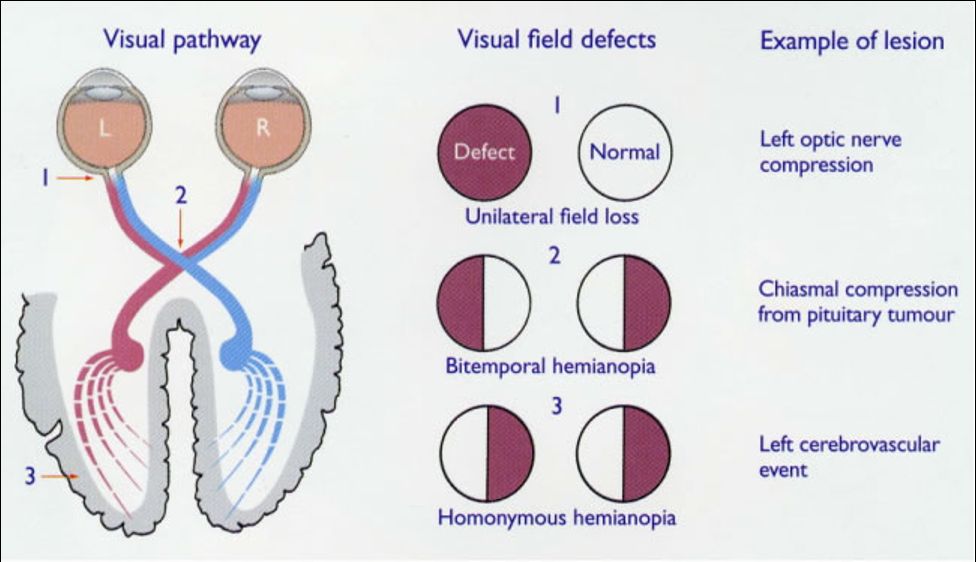 Visual pathway
Visual field defects
Example of lesion
L
R
1
2
3
1
Defect
Normal
Unilateral field loss
Left optic nerve
compression
2
Bitemporal hemianopia
Chiasmal compression
from pituitary tumour
3
Homonymous hemianopia
Left cerebrovascular
event